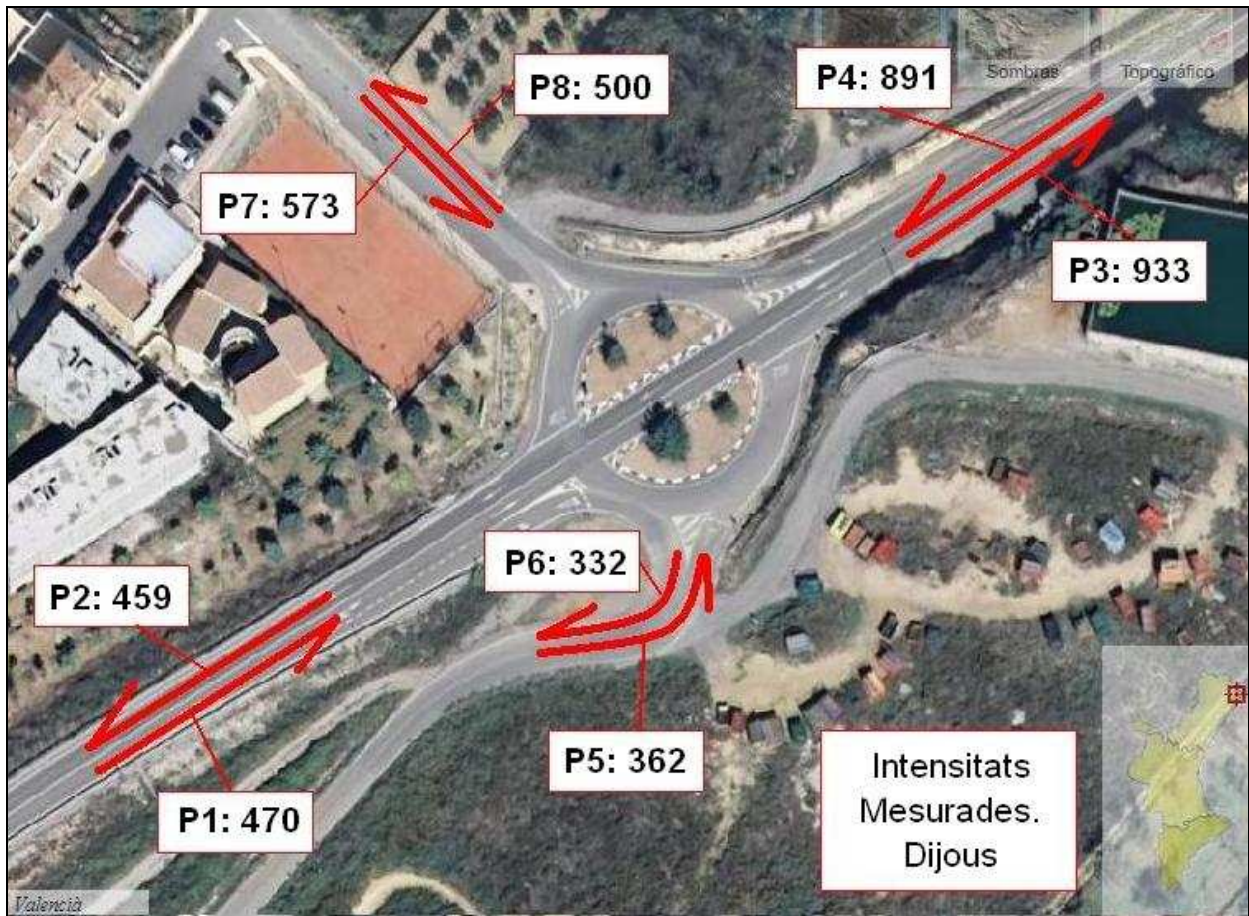 Sombras
Topográfico
P4: 891
P8: 500
P7: 573
P3: 933
P6: 332
P2: 459
P5: 362
P1: 470
Intensitats
Mesurades.
Dijous
Valencià